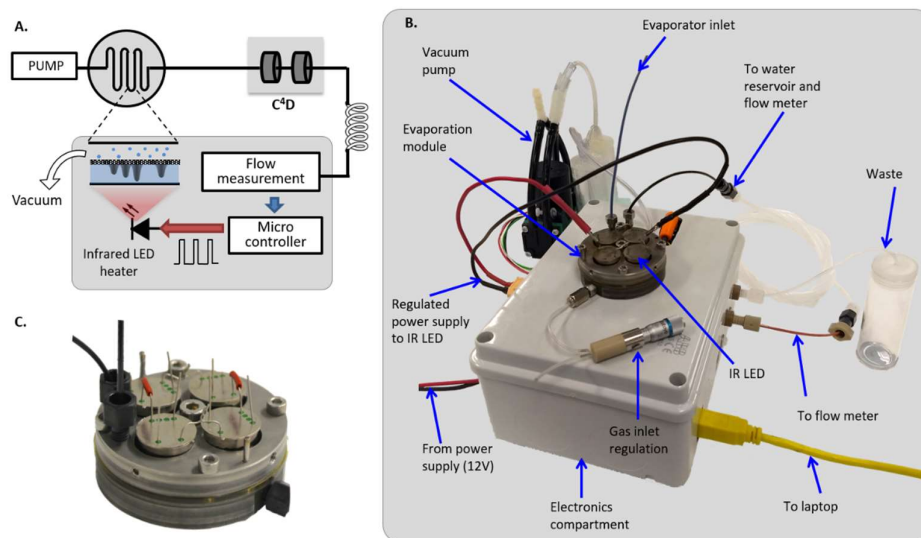 A.
PUMP
C⁴D
Flow
measurement
Vacuum
Micro
controller
Infrared LED
heater
B.
Evaporator inlet
Vacuum
pump
To water
reservoir and
flow meter
Evaporation
module
Waste
Regulated
power supply
to IR LED
IR LED
To flow meter
Gas inlet
regulation
From power
supply (12V)
Electronics
compartment
To laptop
C.